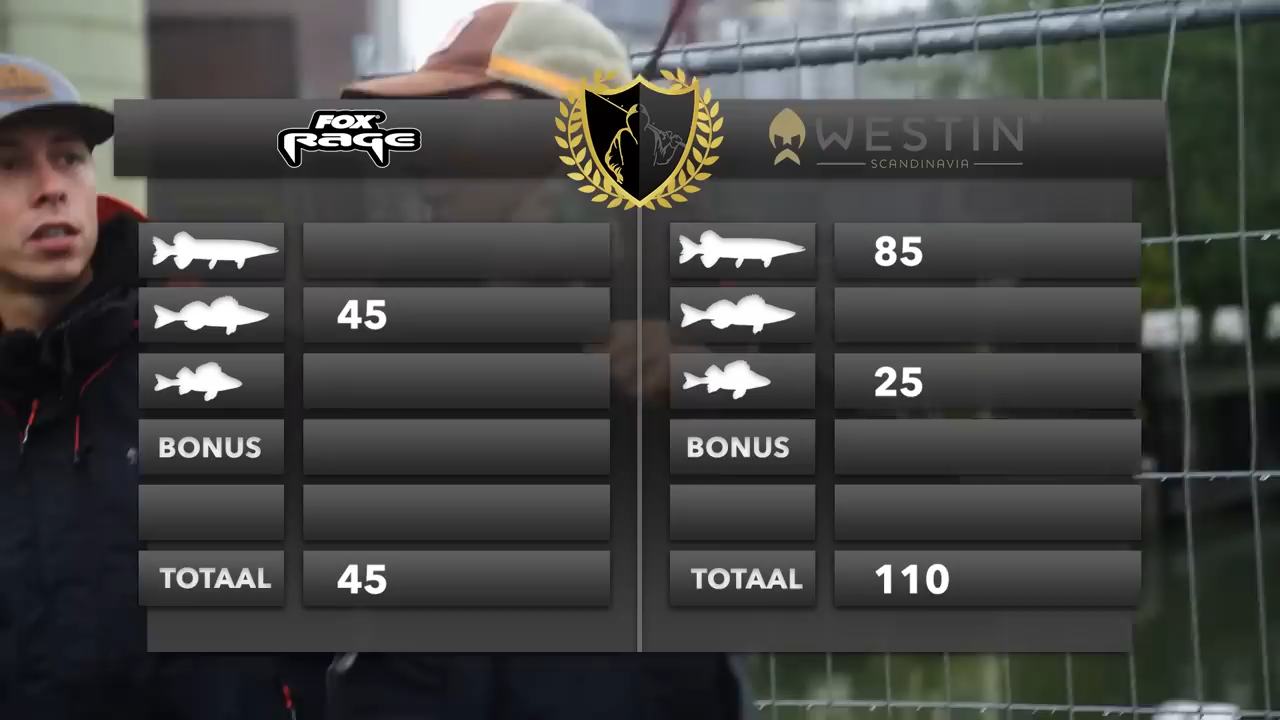 FOX
RAGE
WESTIN
SCANDINAVIA
85
45
25
BONUS
BONUS
TOTAAL 45
TOTAAL 110